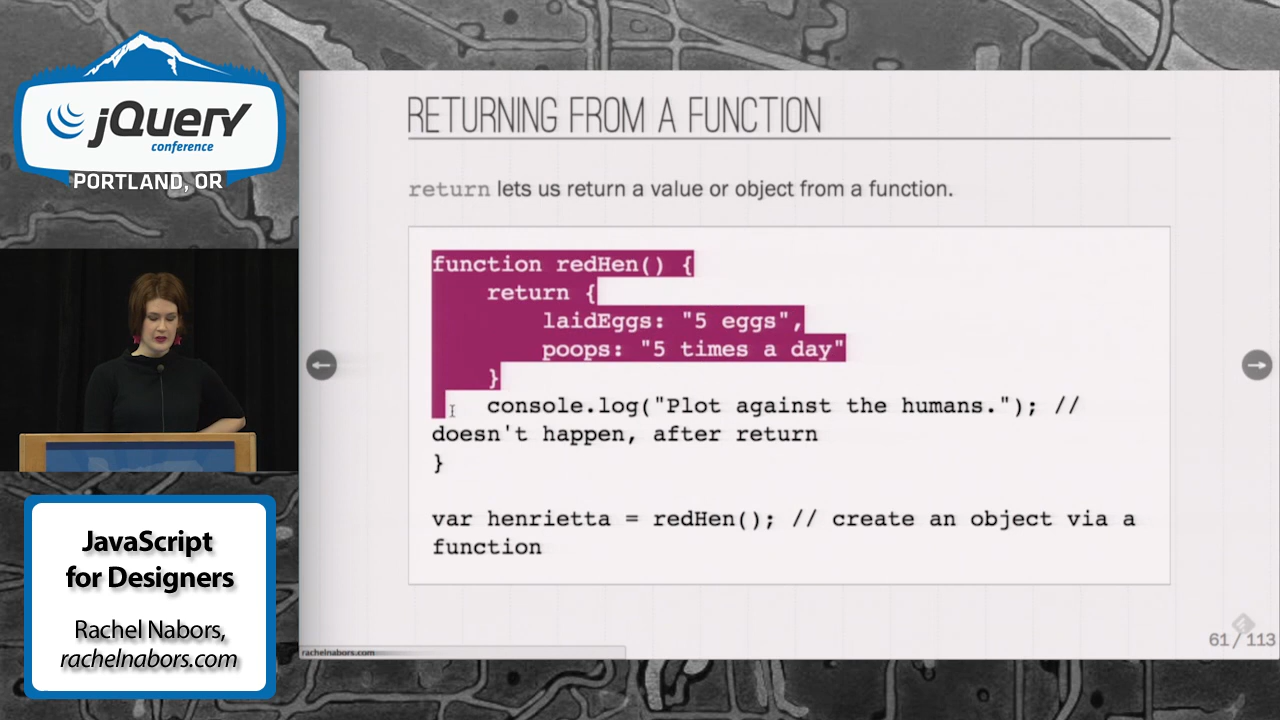 jQuery
conference
PORTLAND, OR
JavaScript
for Designers
Rachel Nabors,
rachelnabors.com
RETURNING FROM A FUNCTION
return lets us return a value or object from a function.
function redHen() {
return {
laidEggs: "5 eggs",
poops: "5 times a day"
}
console.log("Plot against the humans."); //
doesn't happen, after return
}
var henrietta = redHen(); // create an object via a
function
61 / 113
rachelnabors.com